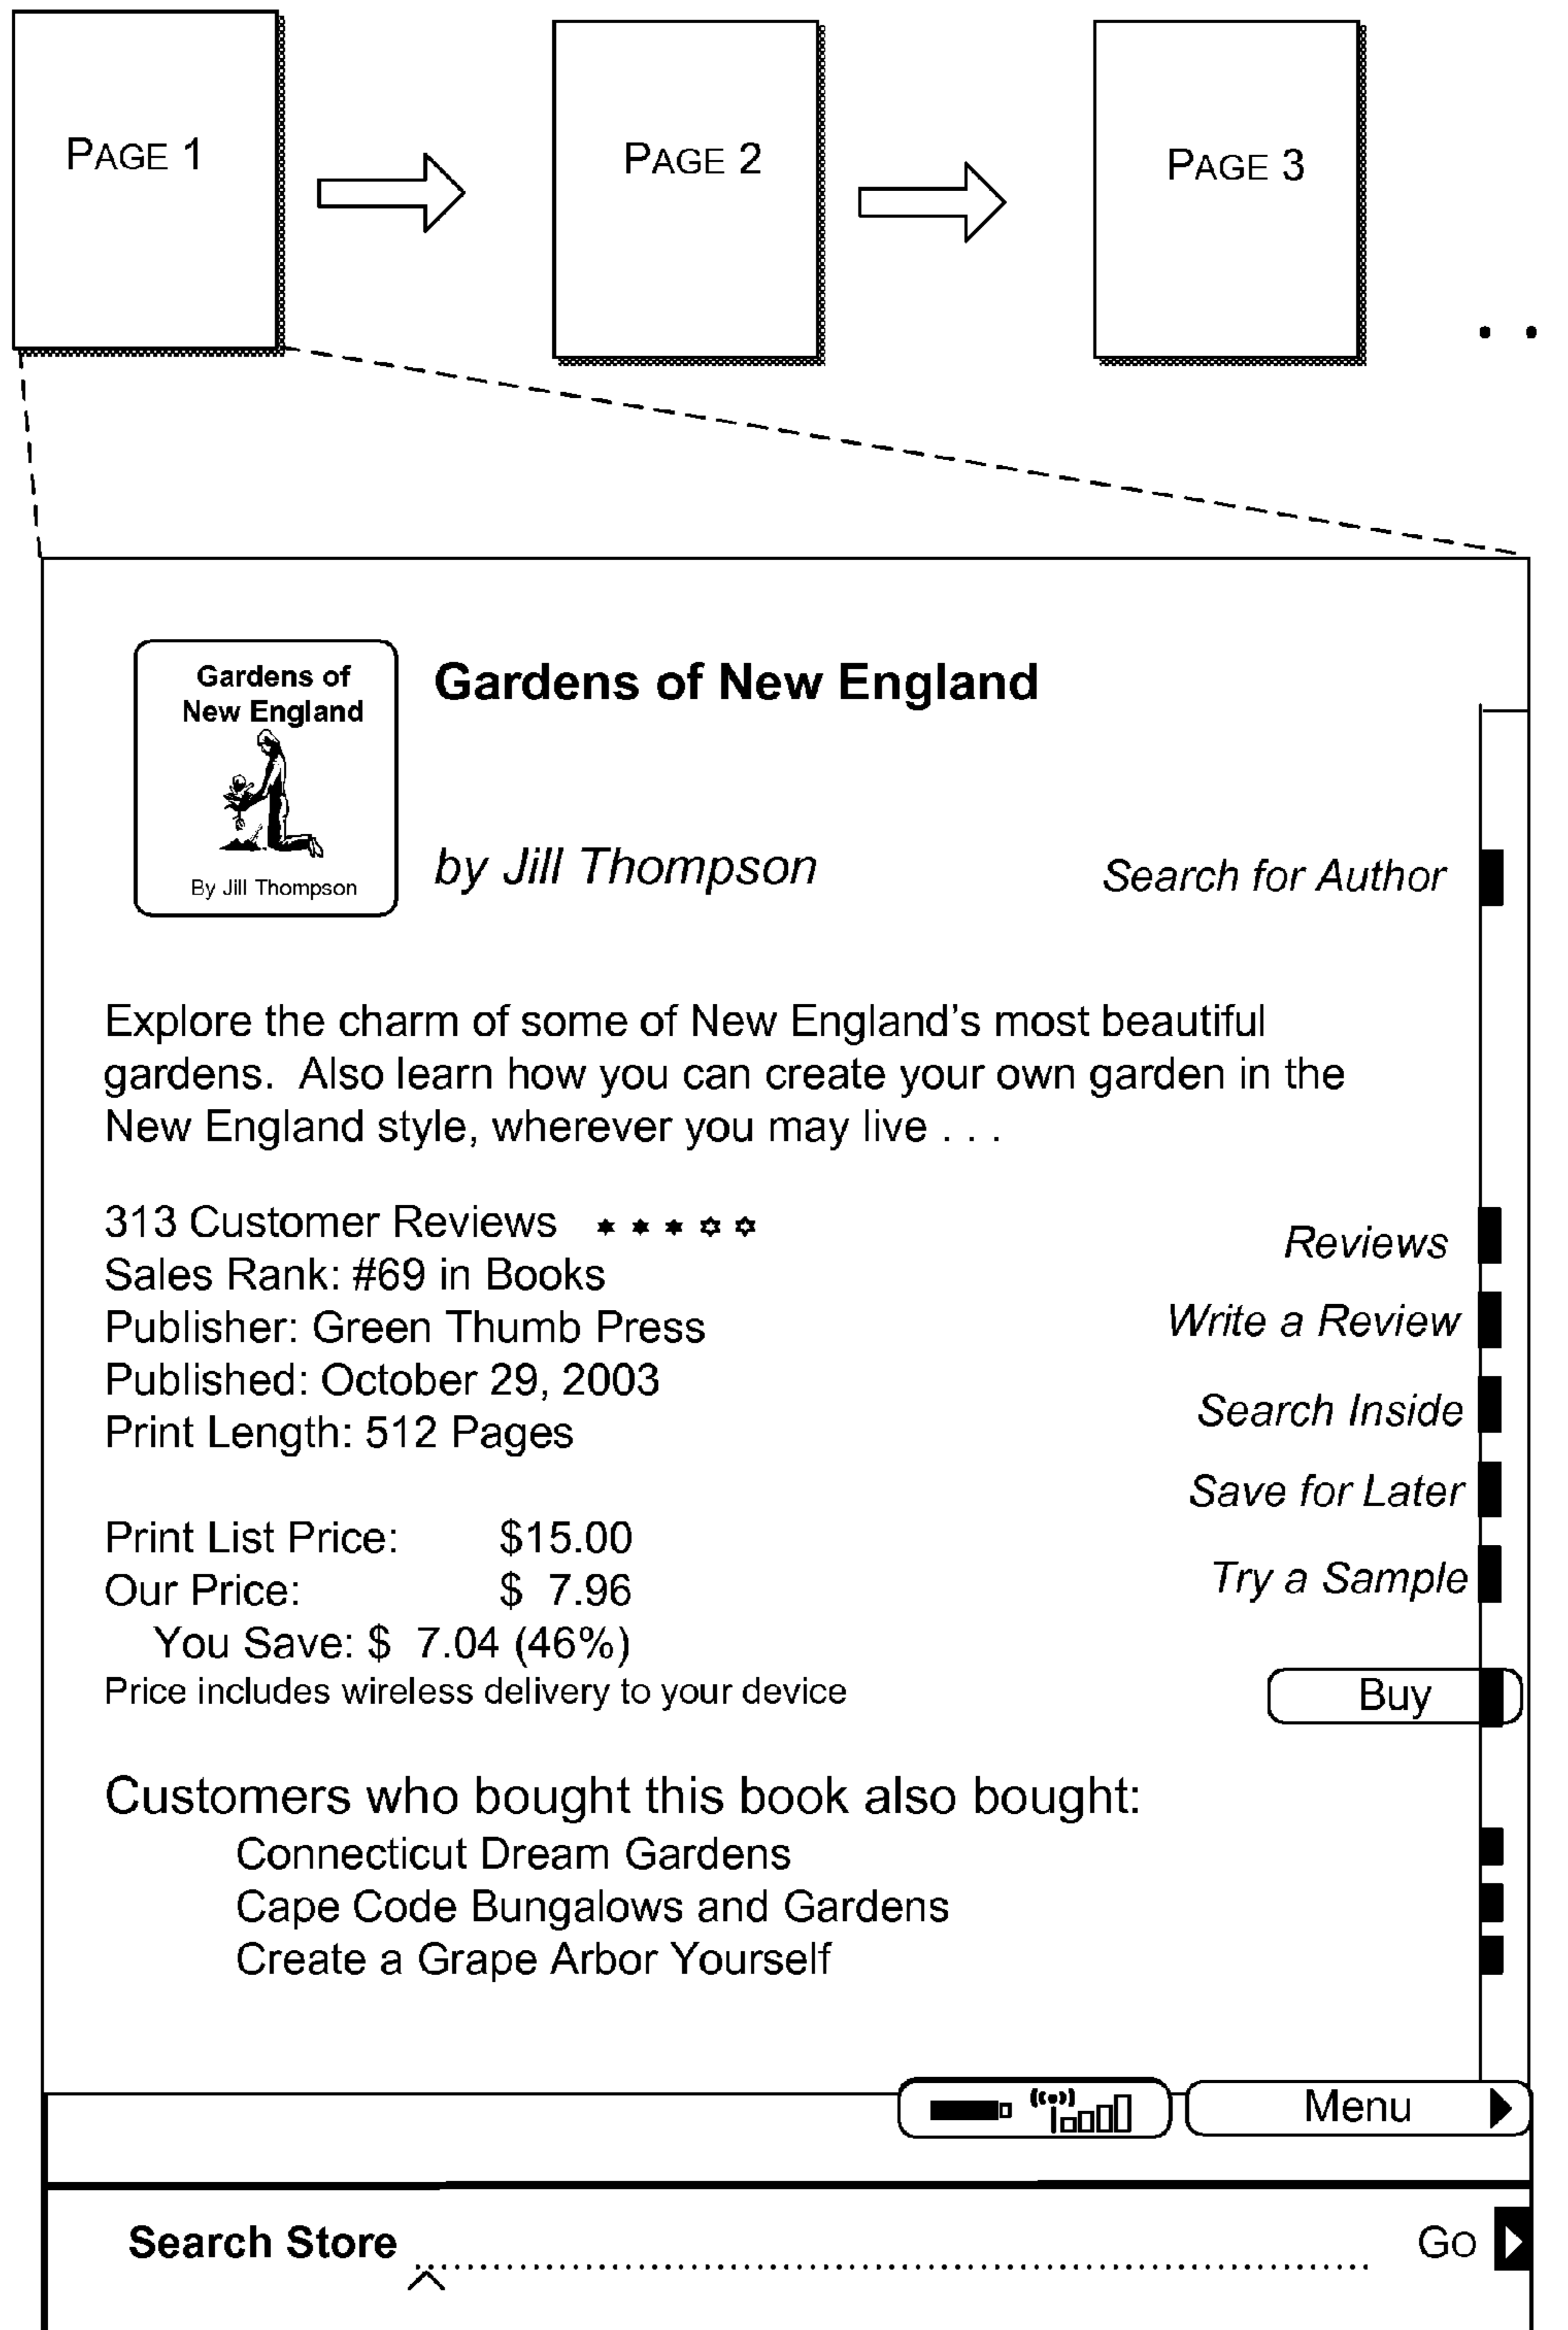 PAGE 1
PAGE 2
PAGE 3
. .
Gardens of
New England
By Jill Thompson
Gardens of New England
by Jill Thompson
Search for Author
Explore the charm of some of New England’s most beautiful
gardens.  Also learn how you can create your own garden in the
New England style, wherever you may live . . .
313 Customer Reviews
Reviews
Sales Rank: #69 in Books
Publisher: Green Thumb Press
Write a Review
Published: October 29, 2003
Search Inside
Print Length: 512 Pages
Save for Later
Print List Price: $15.00
Our Price: $ 7.96
Try a Sample
You Save: $ 7.04 (46%)
Price includes wireless delivery to your device
Buy
Customers who bought this book also bought:
Connecticut Dream Gardens
Cape Code Bungalows and Gardens
Create a Grape Arbor Yourself
Menu
Search Store
GO